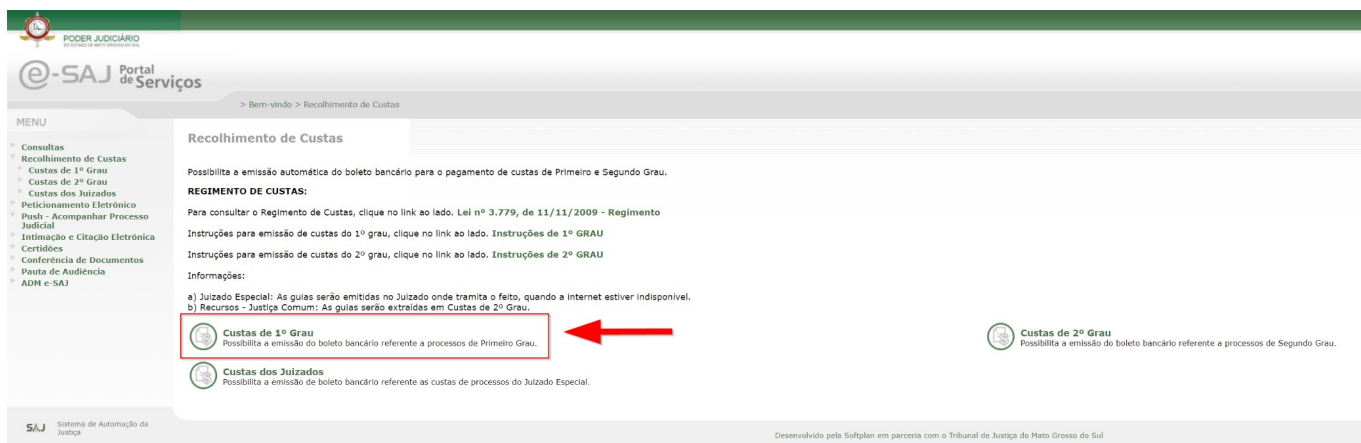 PODER JUDICIÁRIO
DO ESTADO DE MATO GROSSO DO SUL
e-SAJ Portal de Serviços
> Bem-vindo > Recolhimento de Custas
MENU
Consultas
Recolhimento de Custas
Custas de 1º Grau
Custas de 2º Grau
Custas dos Juizados
Peticionamento Eletrônico
Push - Acompanhar Processo
Judicial
Intimação e Citação Eletrônica
Certidões
Conferência de Documentos
Pauta de Audiência
ADM e-SAJ
Recolhimento de Custas
Possibilita a emissão automática do boleto bancário para o pagamento de custas de Primeiro e Segundo Grau.
REGIMENTO DE CUSTAS:
Para consultar o Regimento de Custas, clique no link ao lado. Lei nº 3.779, de 11/11/2009 - Regimento
Instruções para emissão de custas do 1º grau, clique no link ao lado. Instruções de 1º GRAU
Instruções para emissão de custas do 2º grau, clique no link ao lado. Instruções de 2º GRAU
Informações:
a) Juizado Especial: As guias serão emitidas no Juizado onde tramita o feito, quando a internet estiver indisponível.
b) Recursos - Justiça Comum: As guias serão extraídas em Custas de 2º Grau.
Custas de 1º Grau
Possibilita a emissão do boleto bancário referente a processos de Primeiro Grau.
Custas de 2º Grau
Possibilita a emissão do boleto bancário referente a processos de Segundo Grau.
Custas dos Juizados
Possibilita a emissão de boleto bancário referente as custas de processos do Juizado Especial.
SAJ Sistema de Automação da
Justiça
Desenvolvido pela Softplan em parceria com o Tribunal de Justiça do Mato Grosso do Sul